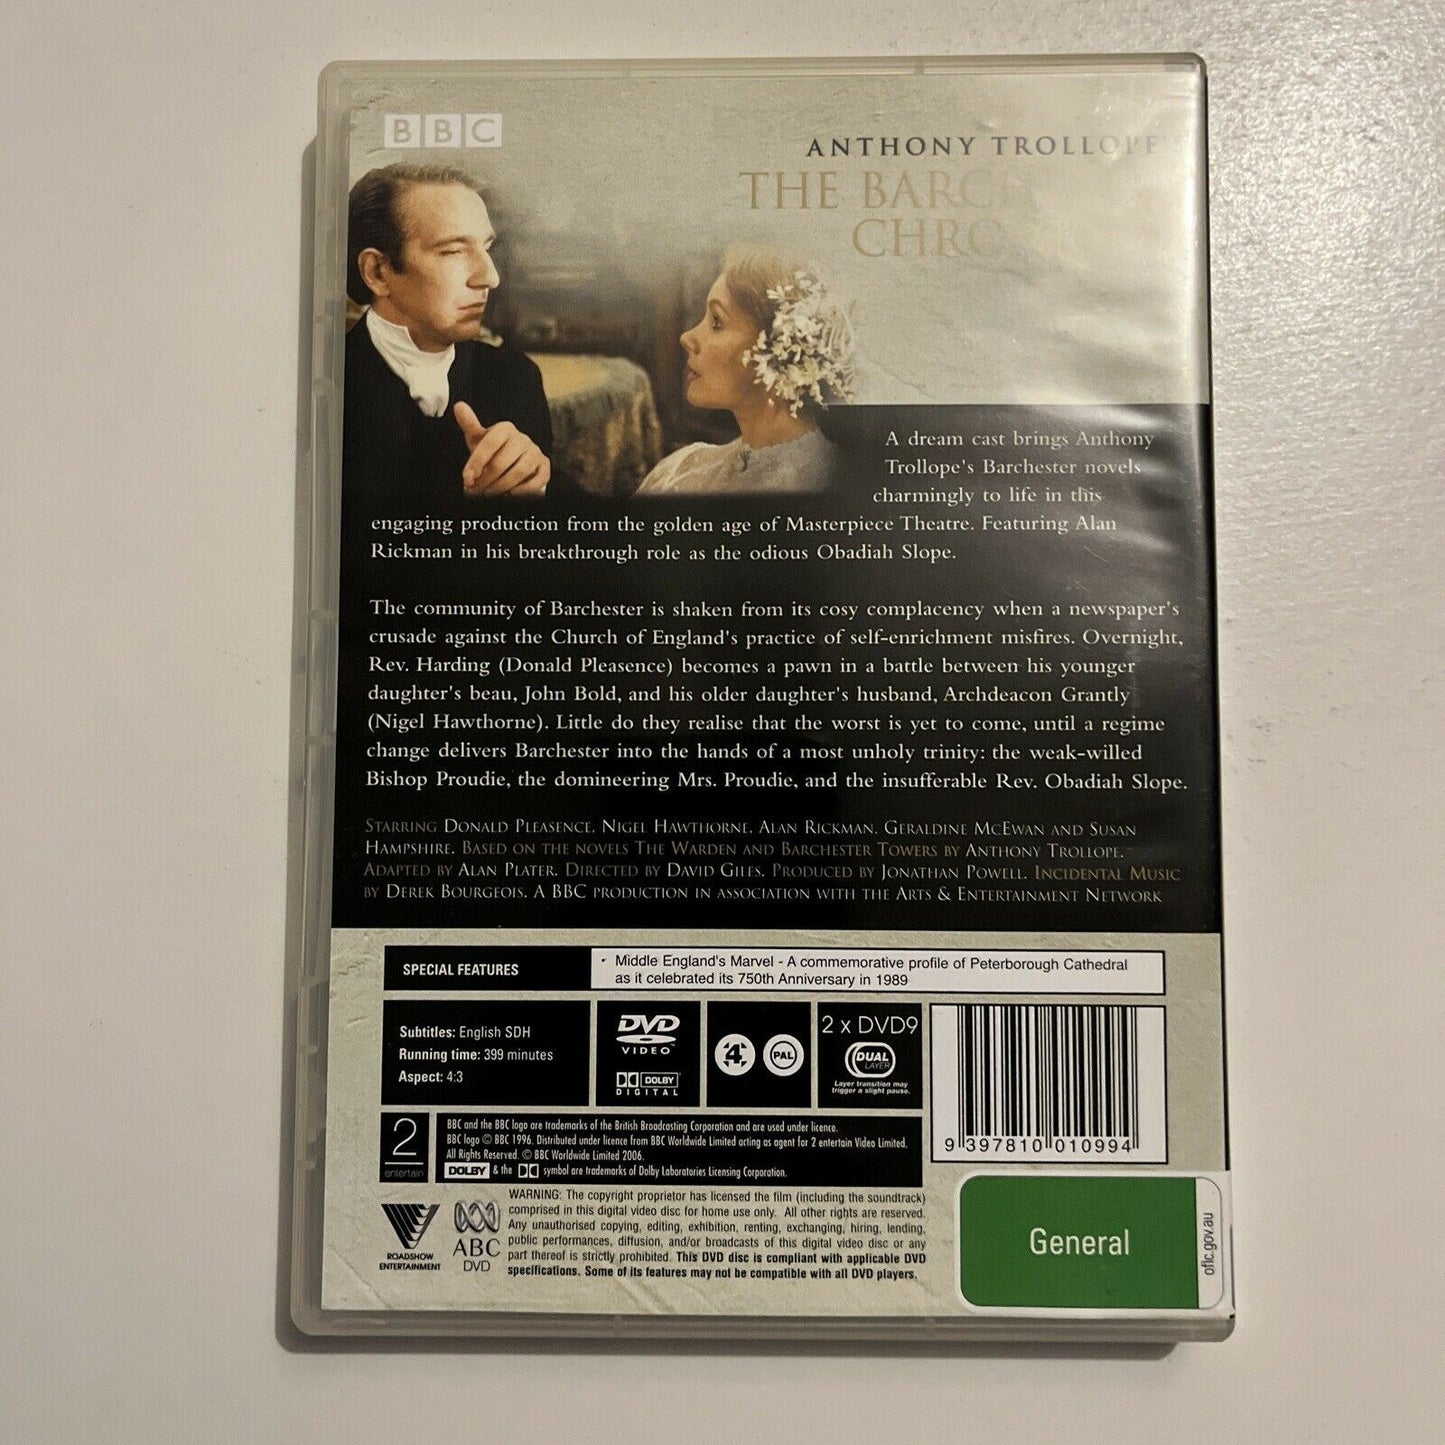 BBC
ANTHONY TROLLOPE'S
THE
CHRO
A dream cast brings Anthony
Trollope's Barchester novels
charmingly to life in this
engaging production from the golden age of Masterpiece Theatre. Featuring Alan
Rickman in his breakthrough role as the odious Obadiah Slope.
The community of Barchester is shaken from its cosy complacency when a newspaper's
crusade against the Church of England's practice of self-enrichment misfires. Overnight,
Rev. Harding (Donald Pleasence) becomes a pawn in a battle between his younger
daughter's beau, John Bold, and his older daughter's husband, Archdeacon Grantly
(Nigel Hawthorne). Little do they realise that the worst is yet to come, until a regime
change delivers Barchester into the hands of a most unholy trinity: the weak-willed
Bishop Proudie, the domineering Mrs. Proudie, and the insufferable Rev. Obadiah Slope.
Starring Donald Pleasence, Nigel Hawthorne, Alan Rickman, Geraldine McEwan and Susan
Hampshire. Based on the novels The Warden and Barchester Towers by Anthony Trollope.
Adapted by Alan Plater. Directed by David Giles. Produced by Jonathan Powell. Incidental Music
by Derek Bourgeois. A BBC production in association with the Arts & Entertainment Network
SPECIAL FEATURES
• Middle England's Marvel - A commemorative profile of Peterborough Cathedral
as it celebrated its 750th Anniversary in 1989
Subtitles: English SDH
Running time: 399 minutes
Aspect: 4:3
DVD
VIDEO
DOLBY
DIGITAL
4
PAL
2 x DVD9
DUAL
LAYER
Layer transition may
trigger a slight pause.
9 397810 010994
2
entertain
BBC and the BBC logo are trademarks of the British Broadcasting Corporation and are used under licence.
BBC logo © BBC 1996. Distributed under licence from BBC Worldwide Limited acting as agent for 2 entertain Video Limited.
All Rights Reserved. © BBC Worldwide Limited 2006.
DOLBY & the symbol are trademarks of Dolby Laboratories Licensing Corporation.
ROADSHOW
ENTERTAINMENT
ABC
DVD
WARNING: The copyright proprietor has licensed the film (including the soundtrack)
comprised in this digital video disc for home use only. All other rights are reserved.
Any unauthorised copying, editing, exhibition, renting, exchanging, hiring, lending,
public performances, diffusion, and/or broadcasts of this digital video disc or any
part thereof is strictly prohibited. This DVD disc is compliant with applicable DVD
specifications. Some of its features may not be compatible with all DVD players.
General
oflc.gov.au